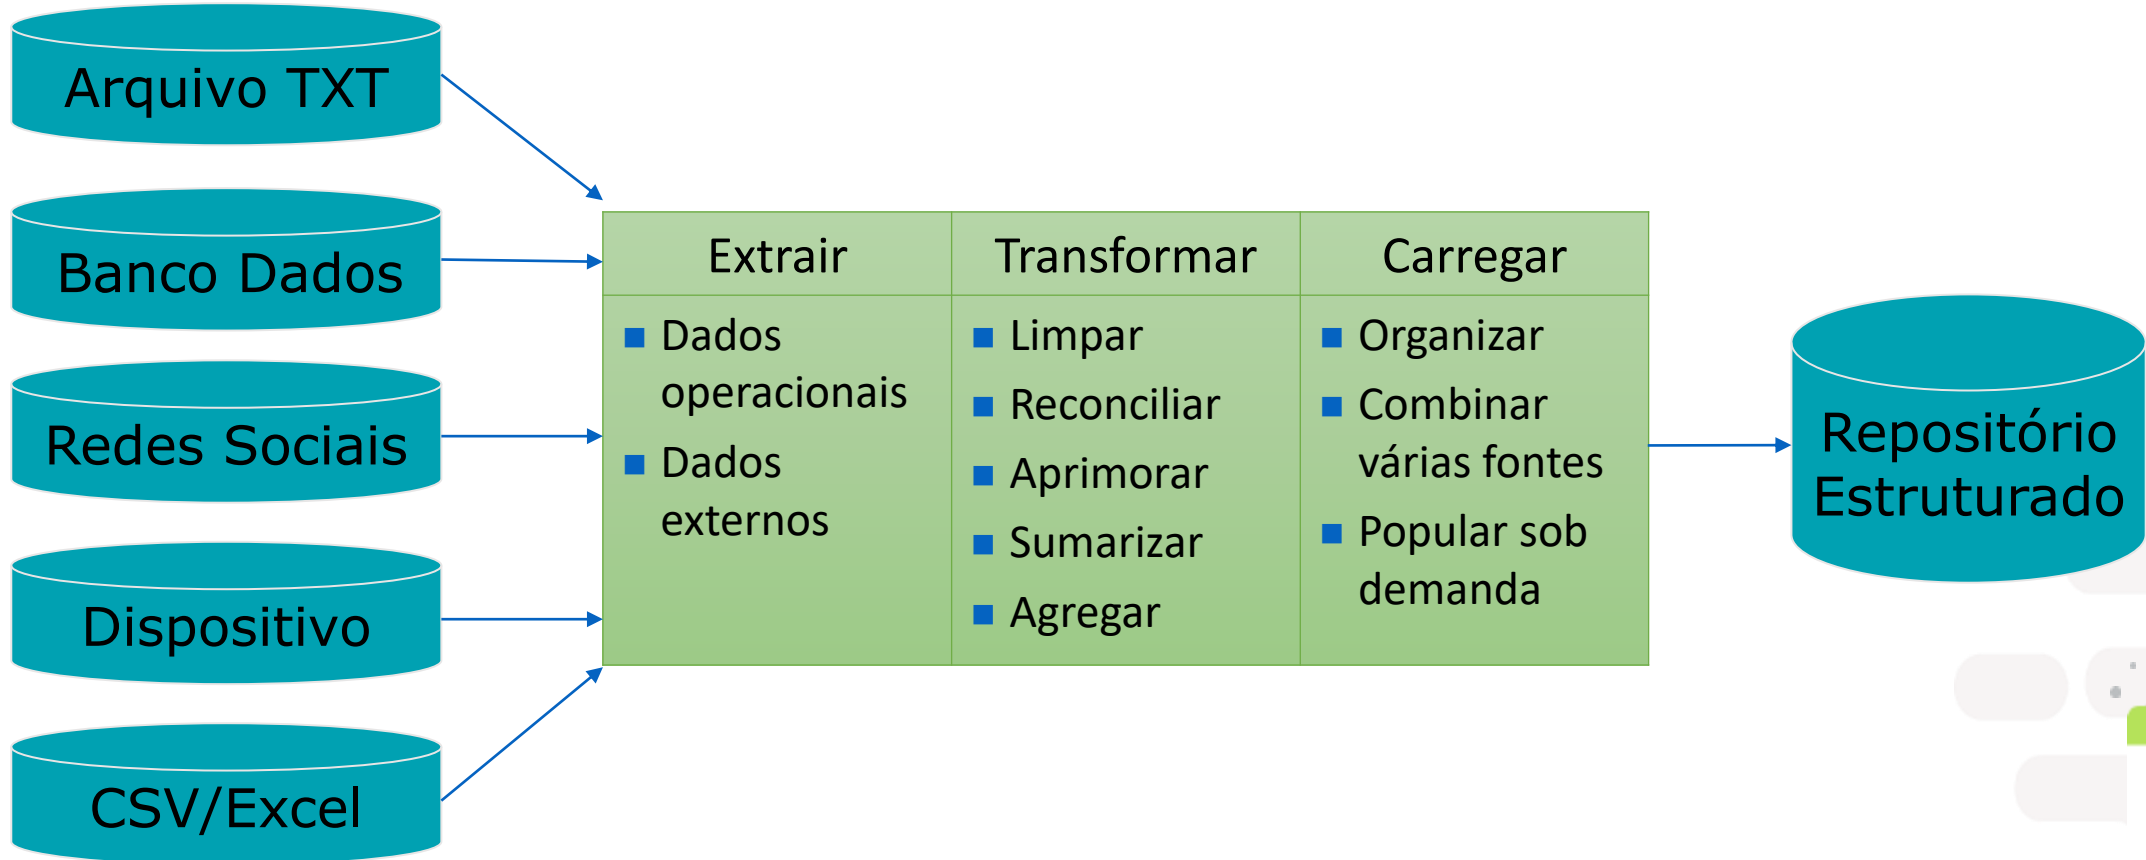 Arquivo TXT
Banco Dados
Redes Sociais
Dispositivo
CSV/Excel
Extrair
Dados
operacionais
Dados
externos
Transformar
Limpar
Reconciliar
Aprimorar
Sumarizar
Agregar
Carregar
Organizar
Combinar
várias fontes
Popular sob
demanda
Repositório
Estruturado